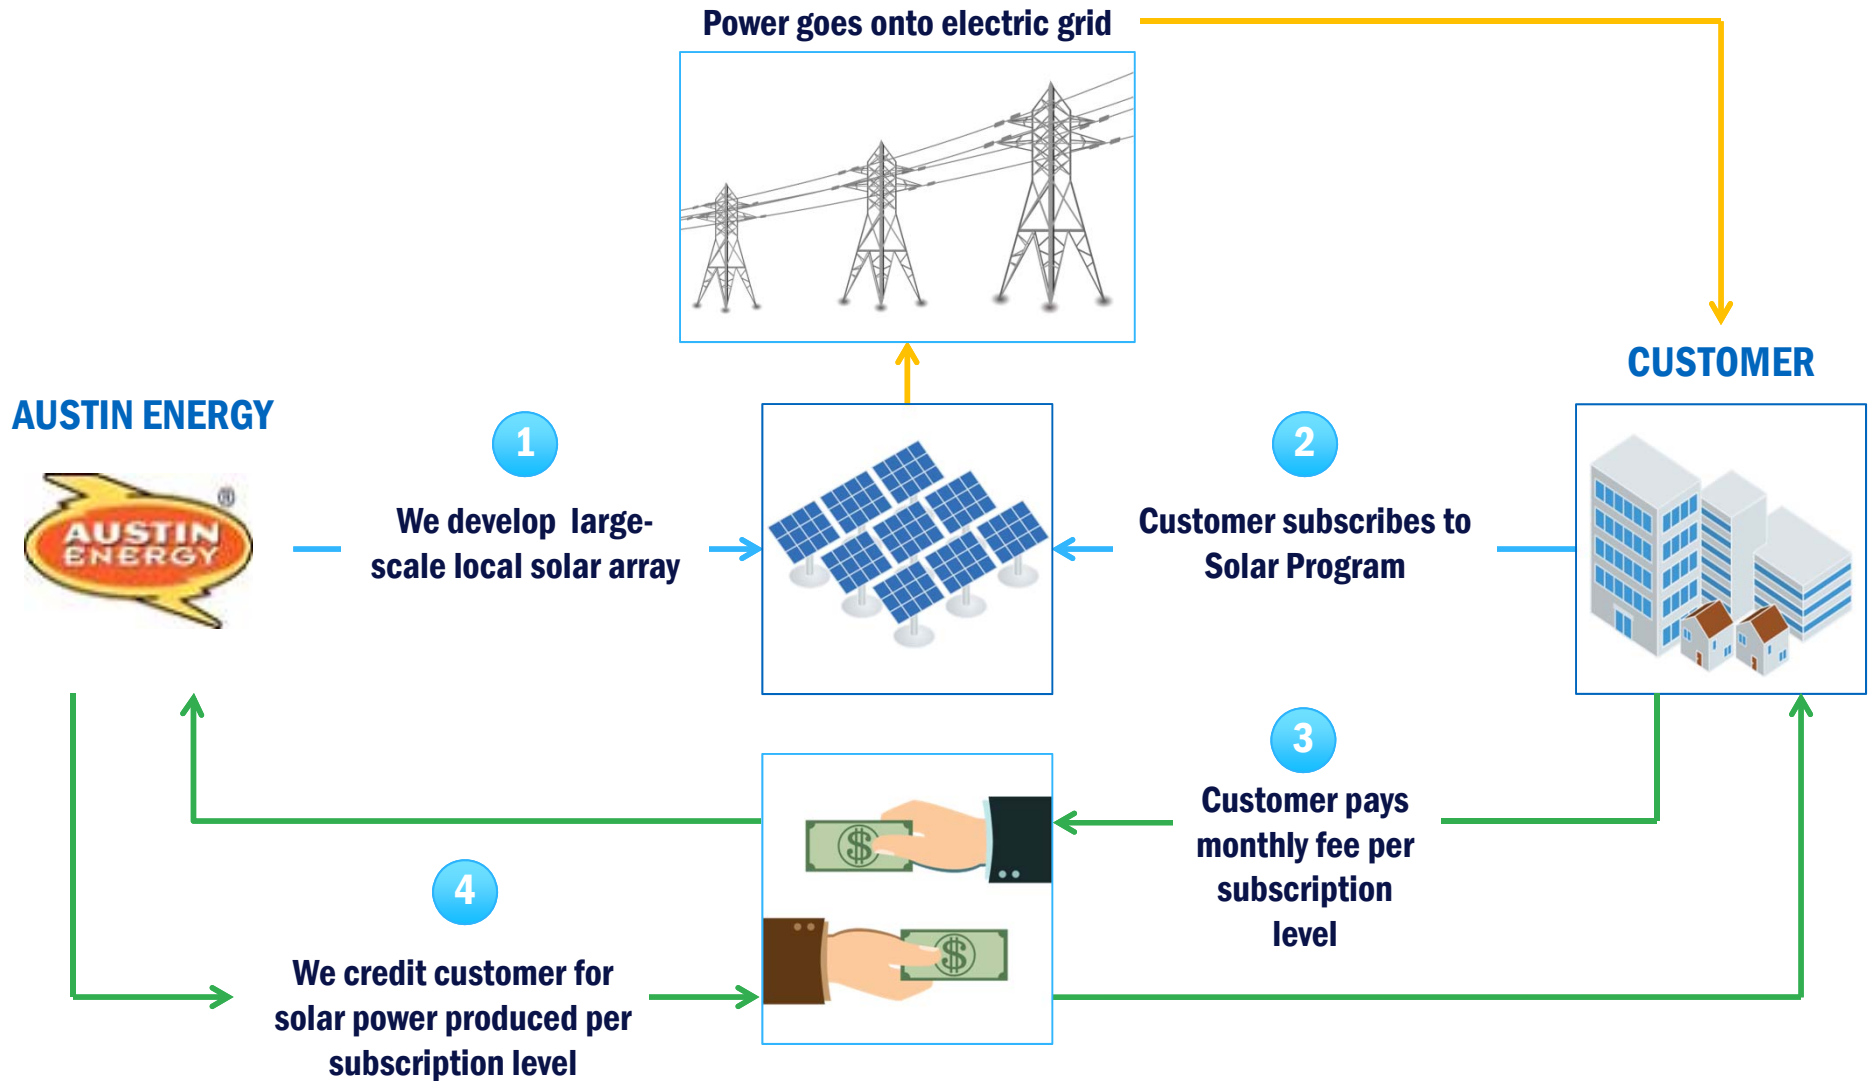 Power goes onto electric grid
CUSTOMER
AUSTIN ENERGY
1
2
®
AUSTIN
ENERGY
We develop  large-
scale local solar array
Customer subscribes to
Solar Program
3
Customer pays
monthly fee per
subscription
level
$
$
4
We credit customer for
solar power produced per
subscription level